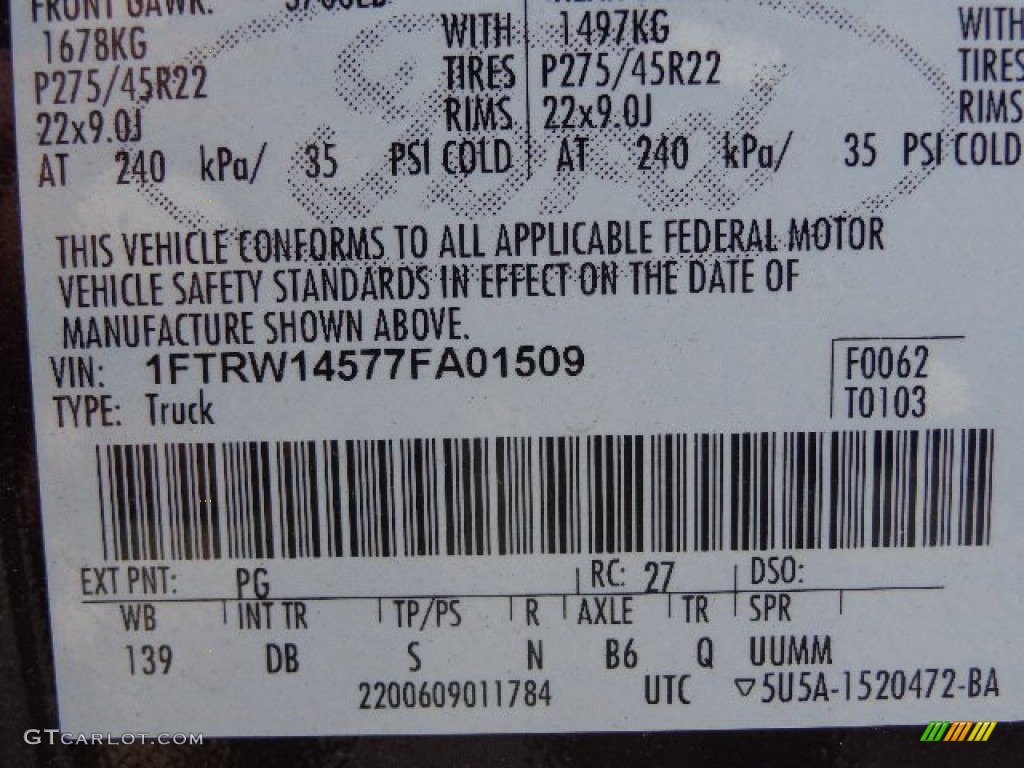 FRONT GAWR:
1678KG WITH 1497KG WITH
P275/45R22 TIRES P275/45R22 TIRES
22x9.0J RIMS 22x9.0J RIMS
AT 240 kPa/ 35 PSI COLD AT 240 kPa/ 35 PSI COLD
THIS VEHICLE CONFORMS TO ALL APPLICABLE FEDERAL MOTOR
VEHICLE SAFETY STANDARDS IN EFFECT ON THE DATE OF
MANUFACTURE SHOWN ABOVE.
VIN: 1FTRW14577FA01509 F0062
TYPE: Truck T0103
EXT PNT: PG RC: 27 DSO:
WB INT TR TP/PS R AXLE TR SPR
139 DB S N B6 Q UUMM
2200609011784 UTC ▽5U5A-1520472-BA
GTCARLOT.COM